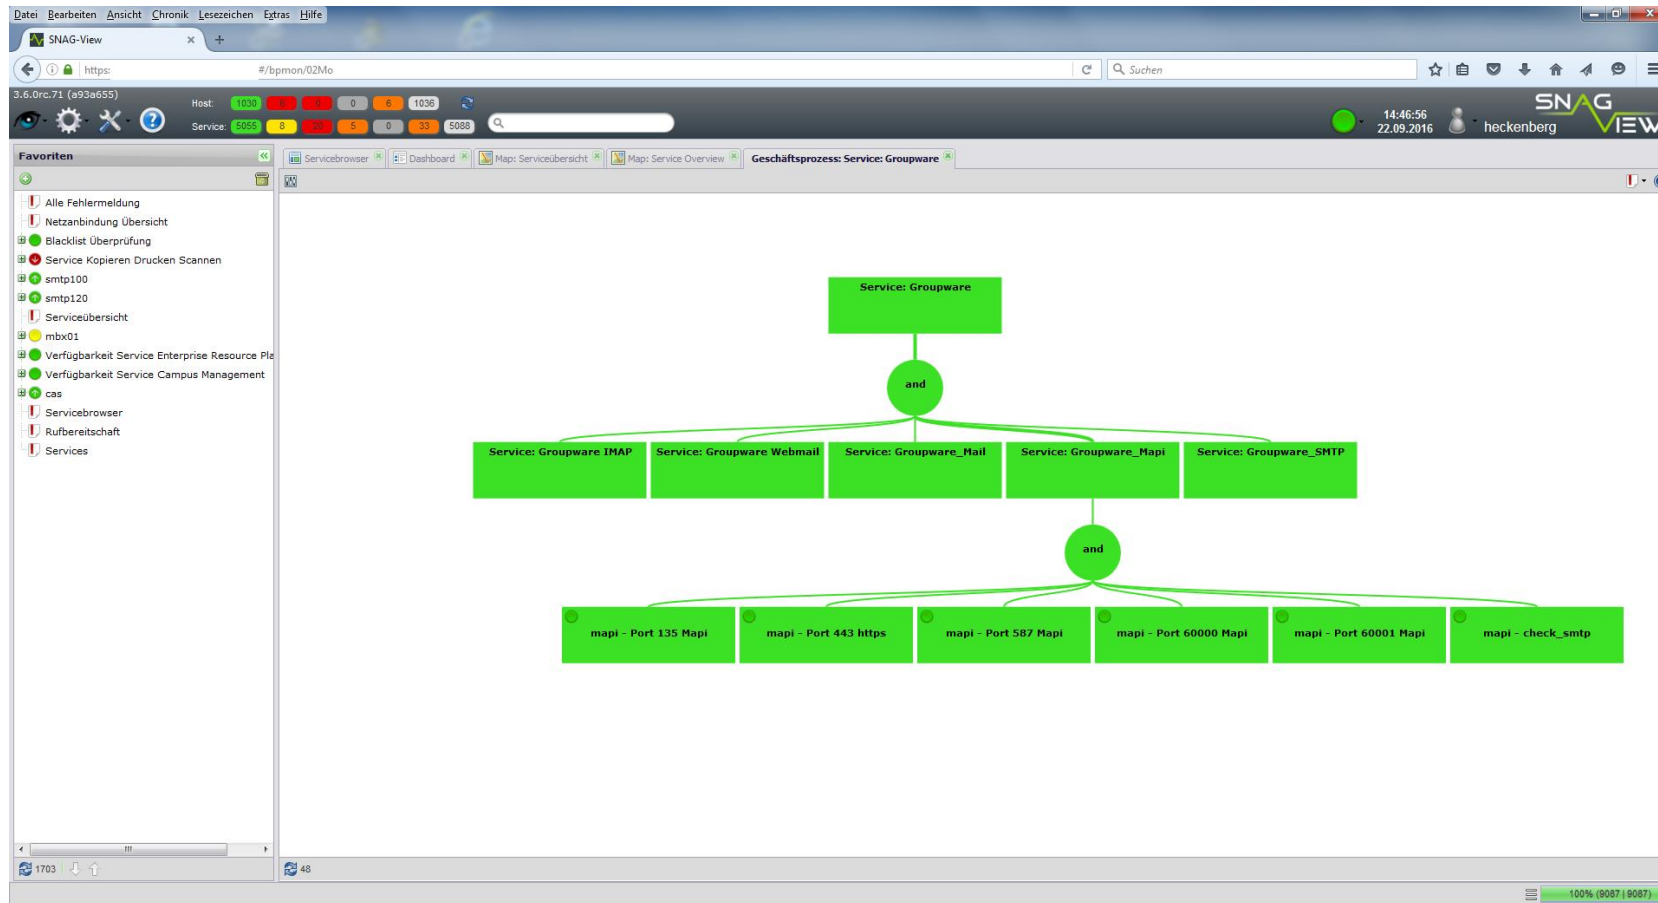 Datei Bearbeiten Ansicht Chronik Lesezeichen Extras Hilfe
SNAG-View
https: #/bpmon/02Mo Suchen
3.6.0rc.71 (a93a655)
Host: 1030 0 0 6 1036
Service: 5055 8 20 5 0 33 5088
14:46:56
22.09.2016
heckenberg
SNAG
VIEW
Favoriten
Servicebrowser Dashboard Map: Serviceübersicht Map: Service Overview Geschäftsprozess: Service: Groupware
Alle Fehlermeldung
Netzanbindung Übersicht
Blacklist Überprüfung
Service Kopieren Drucken Scannen
smtp100
smtp120
Serviceübersicht
mbx01
Verfügbarkeit Service Enterprise Resource Pla
Verfügbarkeit Service Campus Management
cas
Servicebrowser
Rufbereitschaft
Services
Service: Groupware
and
Service: Groupware IMAP
Service: Groupware Webmail
Service: Groupware_Mail
Service: Groupware_Mapi
Service: Groupware_SMTP
and
mapi - Port 135 Mapi
mapi - Port 443 https
mapi - Port 587 Mapi
mapi - Port 60000 Mapi
mapi - Port 60001 Mapi
mapi - check_smtp
1703
48
100% (9087 | 9087)